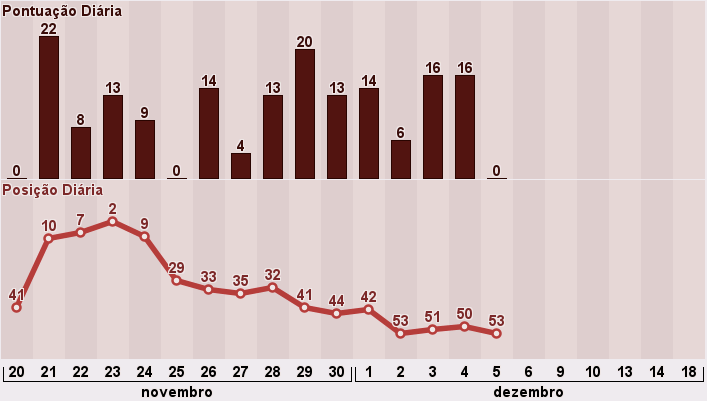 Pontuação Diária
0 22 8 13 9 0 14 4 13 20 13 14 6 16 16 0
Posição Diária
41 10 7 2 9 29 33 35 32 41 44 42 53 51 50 53
20 21 22 23 24 25 26 27 28 29 30 1 2 3 4 5 6 9 10 13 14 18
novembro dezembro